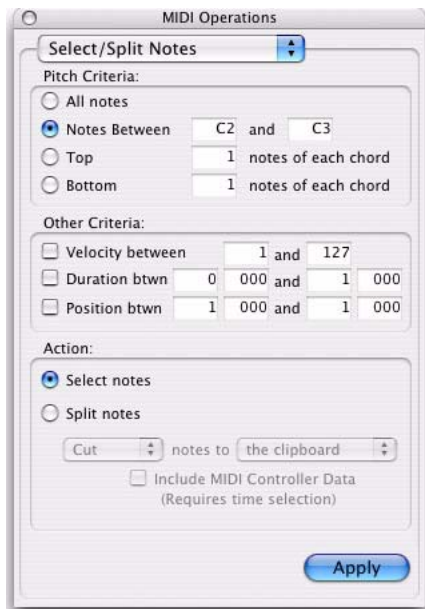 MIDI Operations
Select/Split Notes
Pitch Criteria:
All notes
Notes Between C2 and C3
Top 1 notes of each chord
Bottom 1 notes of each chord
Other Criteria:
Velocity between 1 and 127
Duration btwn 0 000 and 1 000
Position btwn 1 000 and 1 000
Action:
Select notes
Split notes
Cut notes to the clipboard
Include MIDI Controller Data
(Requires time selection)
Apply